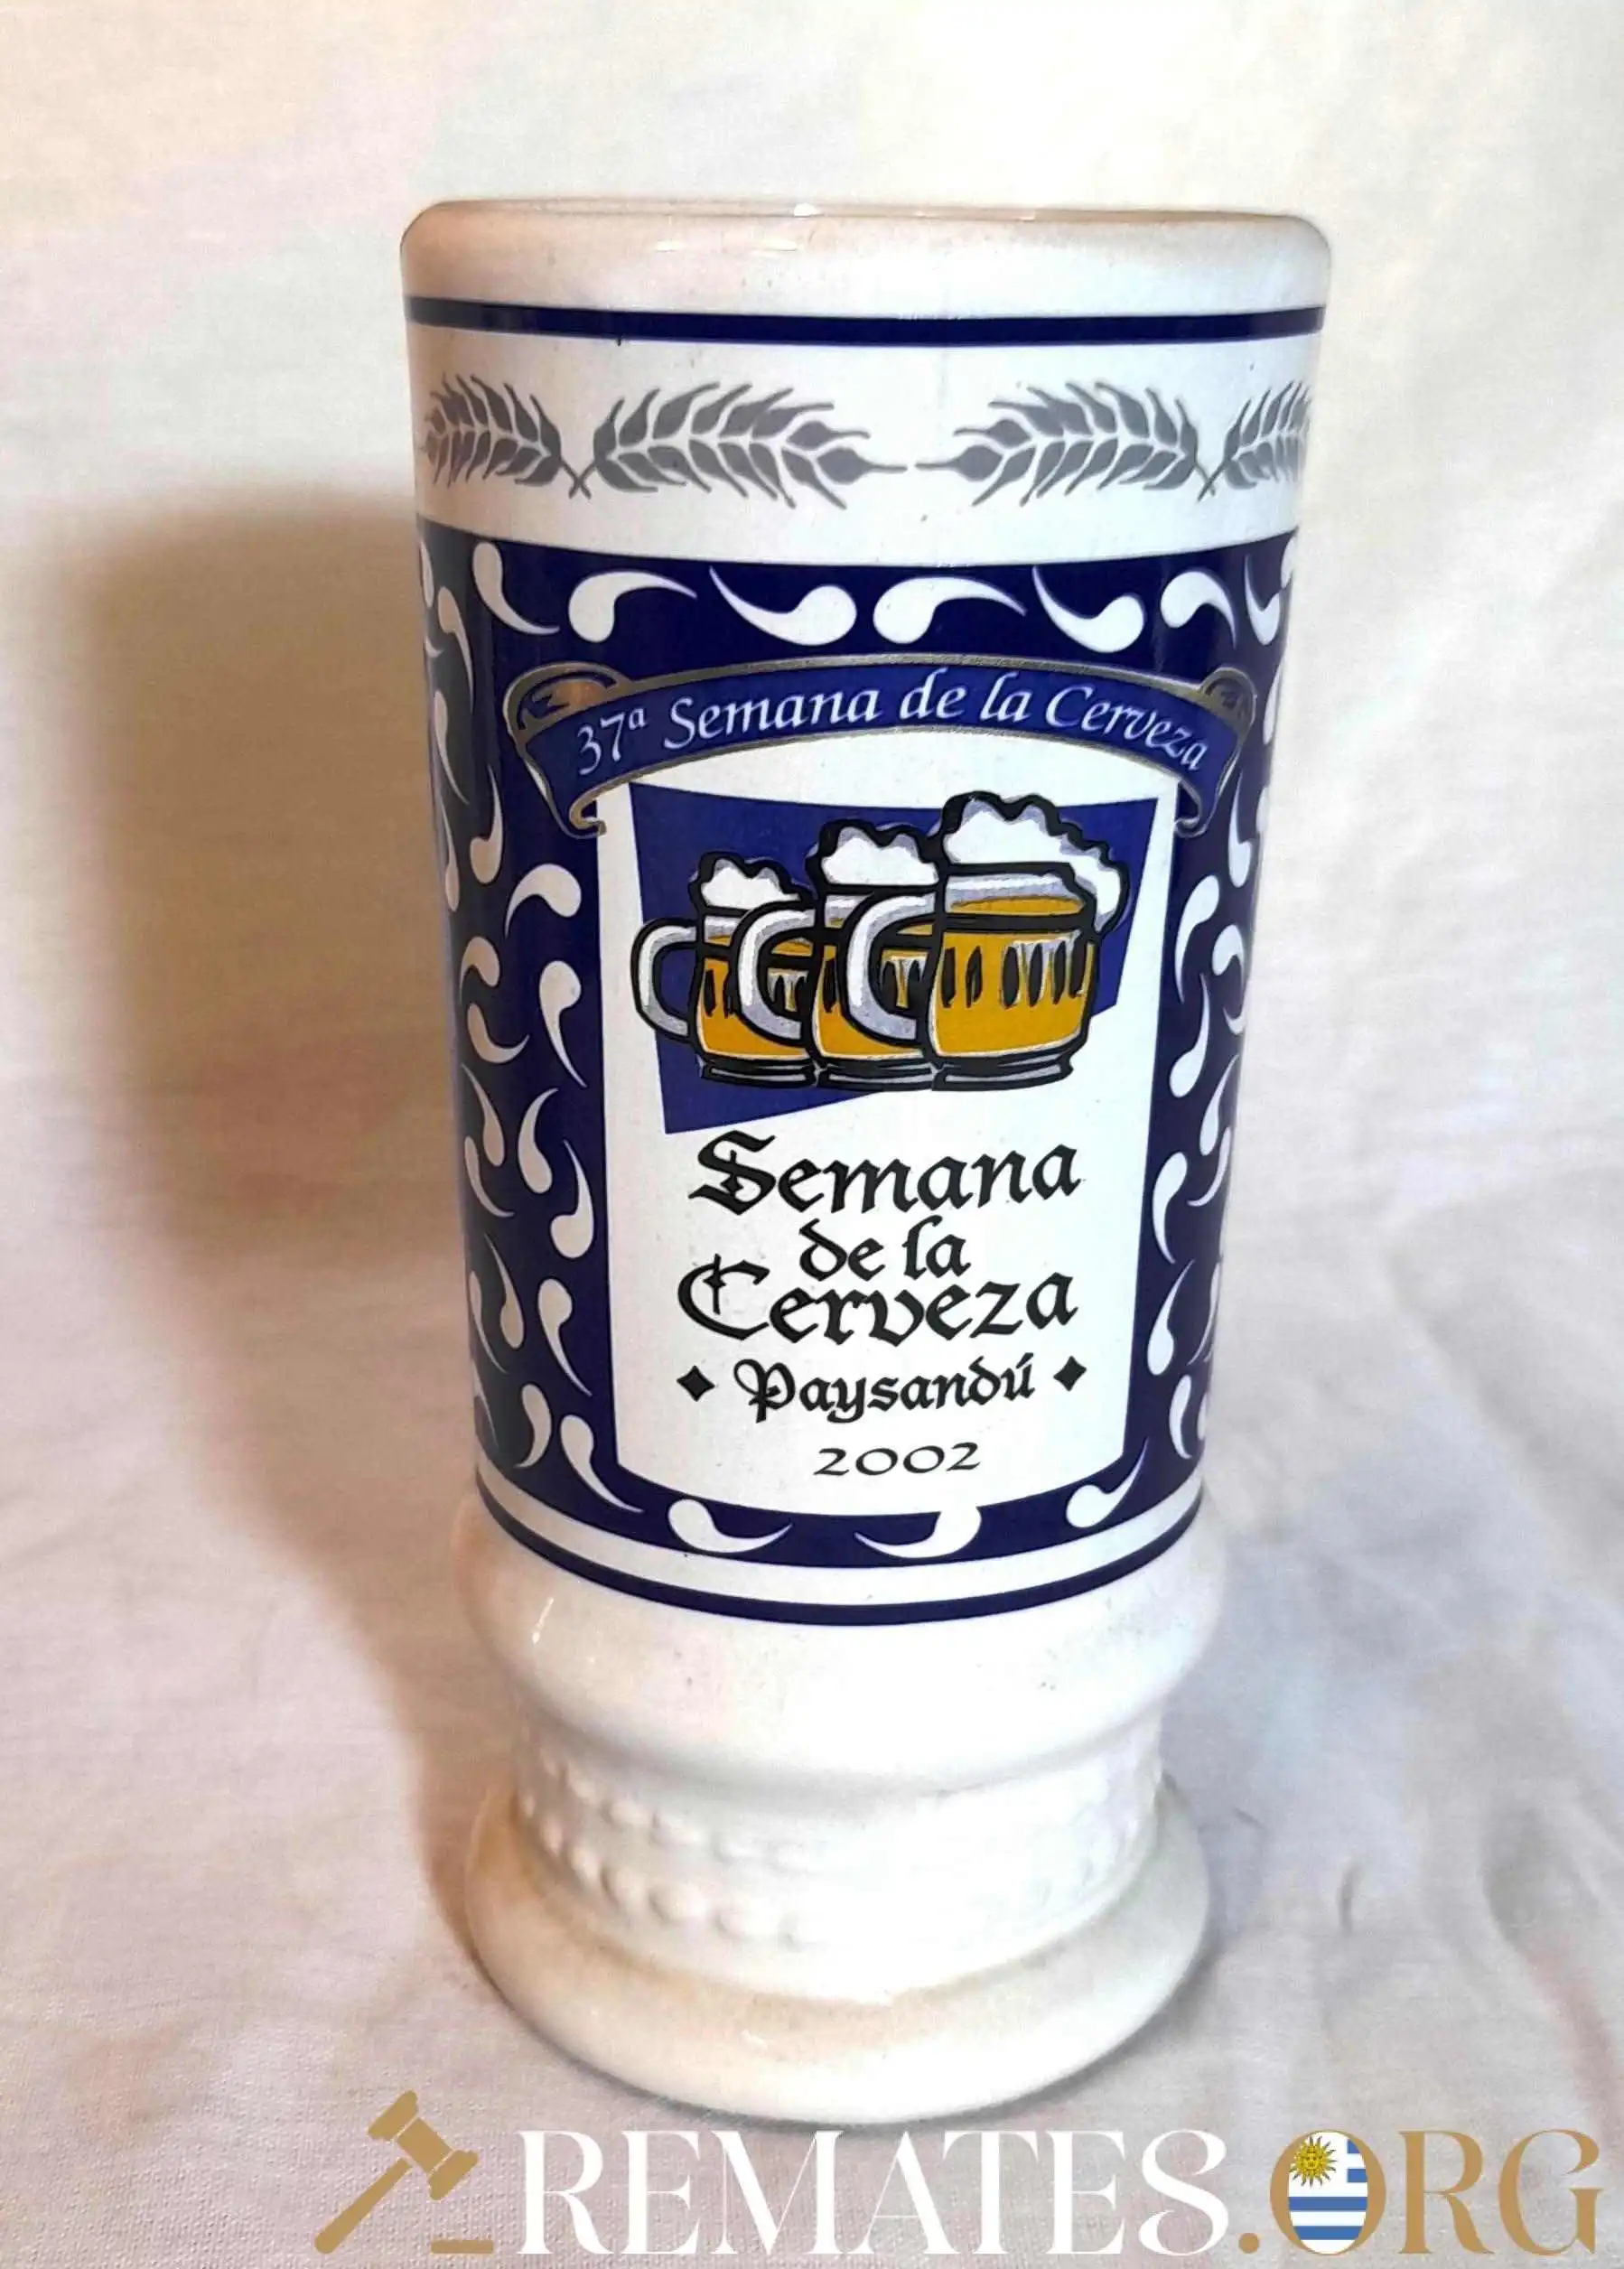 37ª Semana de la Cerveza
Semana
de la
Cerveza
Paysandú
2002
REMATES.ORG